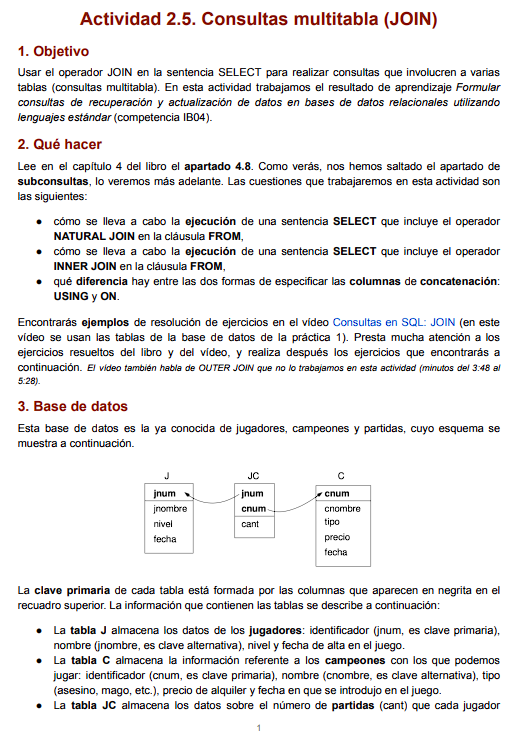 Actividad 2.5. Consultas multitabla (JOIN)
1. Objetivo
Usar el operador JOIN en la sentencia SELECT para realizar consultas que involucren a varias
tablas (consultas multitabla). En esta actividad trabajamos el resultado de aprendizaje Formular
consultas de recuperación y actualización de datos en bases de datos relacionales utilizando
lenguajes estándar (competencia IB04).
2. Qué hacer
Lee en el capítulo 4 del libro el apartado 4.8. Como verás, nos hemos saltado el apartado de
subconsultas, lo veremos más adelante. Las cuestiones que trabajaremos en esta actividad son
las siguientes:
● cómo se lleva a cabo la ejecución de una sentencia SELECT que incluye el operador
NATURAL JOIN en la cláusula FROM,
● cómo se lleva a cabo la ejecución de una sentencia SELECT que incluye el operador
INNER JOIN en la cláusula FROM,
● qué diferencia hay entre las dos formas de especificar las columnas de concatenación:
USING y ON.
Encontrarás ejemplos de resolución de ejercicios en el vídeo Consultas en SQL: JOIN (en este
vídeo se usan las tablas de la base de datos de la práctica 1). Presta mucha atención a los
ejercicios resueltos del libro y del vídeo, y realiza después los ejercicios que encontrarás a
continuación. El vídeo también habla de OUTER JOIN que no lo trabajamos en esta actividad (minutos del 3:48 al
5:28).
3. Base de datos
Esta base de datos es la ya conocida de jugadores, campeones y partidas, cuyo esquema se
muestra a continuación.
J
jnum
jnombre
nivel
fecha
JC
jnum
cnum
cant
C
cnum
cnombre
tipo
precio
fecha
La clave primaria de cada tabla está formada por las columnas que aparecen en negrita en el
recuadro superior. La información que contienen las tablas se describe a continuación:
● La tabla J almacena los datos de los jugadores: identificador (jnum, es clave primaria),
nombre (jnombre, es clave alternativa), nivel y fecha de alta en el juego.
● La tabla C almacena la información referente a los campeones con los que podemos
jugar: identificador (cnum, es clave primaria), nombre (cnombre, es clave alternativa), tipo
(asesino, mago, etc.), precio de alquiler y fecha en que se introdujo en el juego.
● La tabla JC almacena los datos sobre el número de partidas (cant) que cada jugador
1